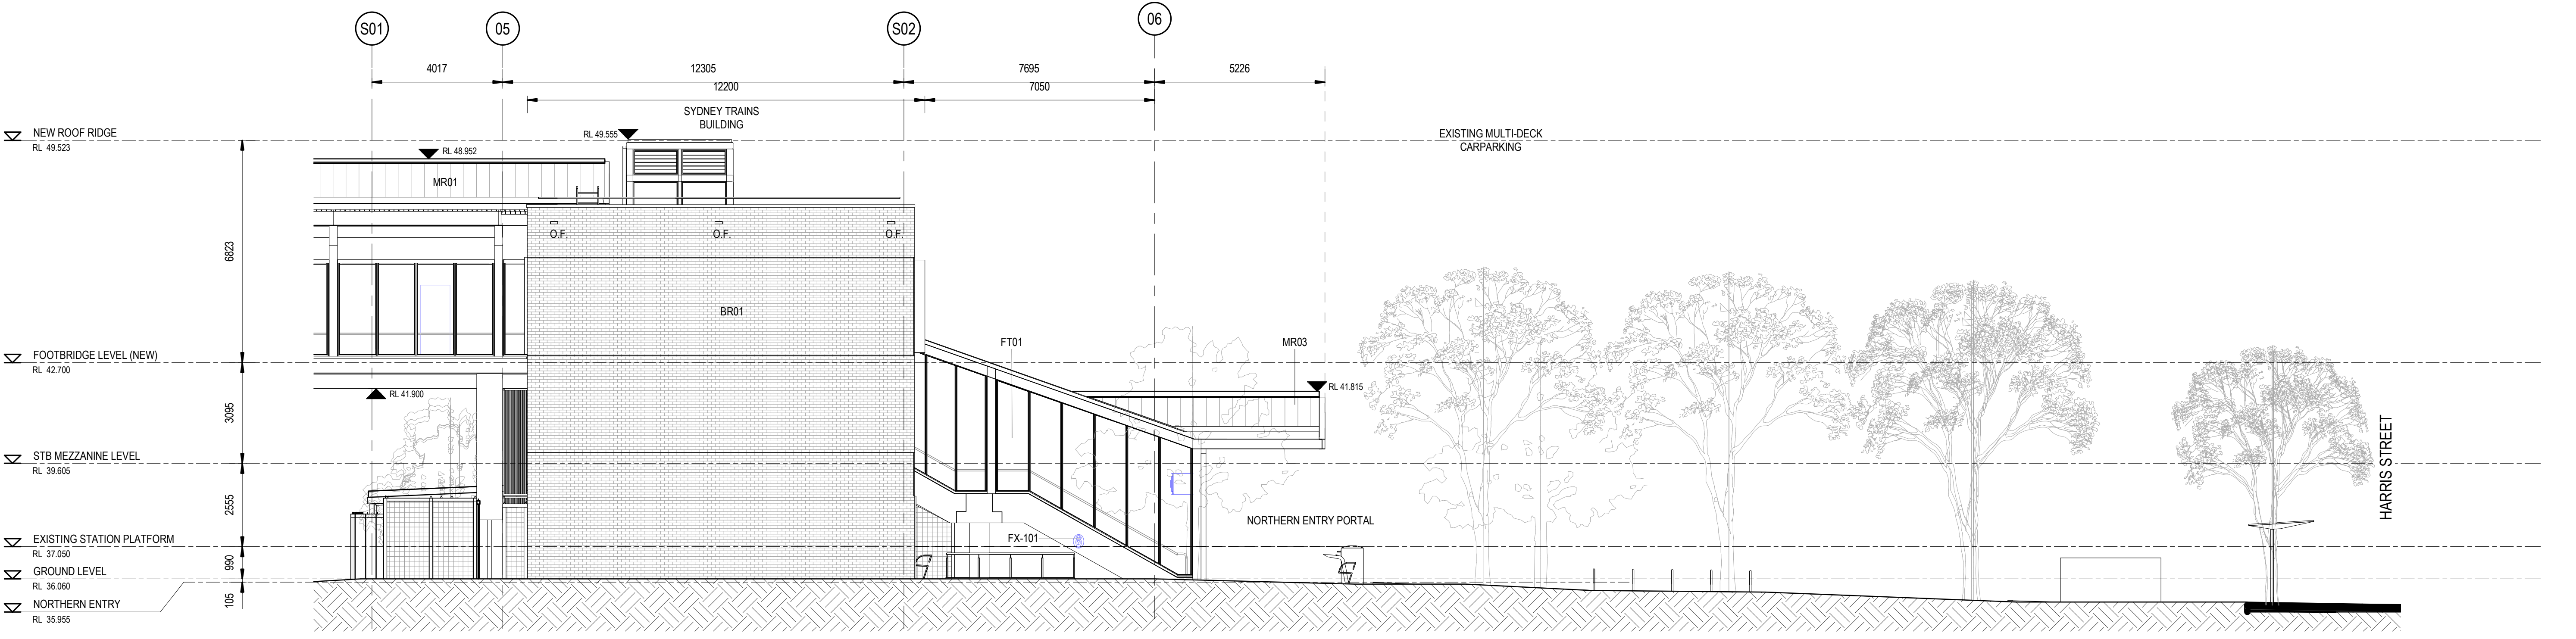 S01
05
S02
06
4017
12305
7695
5226
12200
7050
SYDNEY TRAINS
BUILDING
NEW ROOF RIDGE
RL 49.523
RL 49.555
EXISTING MULTI-DECK
CARPARKING
RL 48.952
MR01
O.F.
O.F.
O.F.
6823
BR01
FT01
MR03
FOOTBRIDGE LEVEL (NEW)
RL 42.700
RL 41.900
RL 41.815
3095
STB MEZZANINE LEVEL
RL 39.605
HARRIS STREET
2555
NORTHERN ENTRY PORTAL
EXISTING STATION PLATFORM
RL 37.050
FX-101
990
GROUND LEVEL
RL 36.060
105
NORTHERN ENTRY
RL 35.955